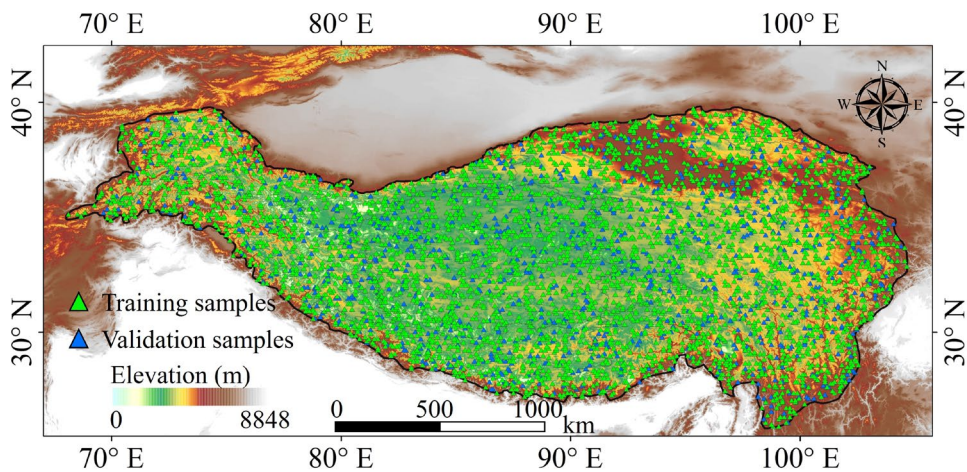 70° E 80° E 90° E 100° E
40° N
40° N
N
W E
S
Training samples
30° N
30° N
Validation samples
Elevation (m)
0 8848
0 500 1000
km
70° E 80° E 90° E 100° E